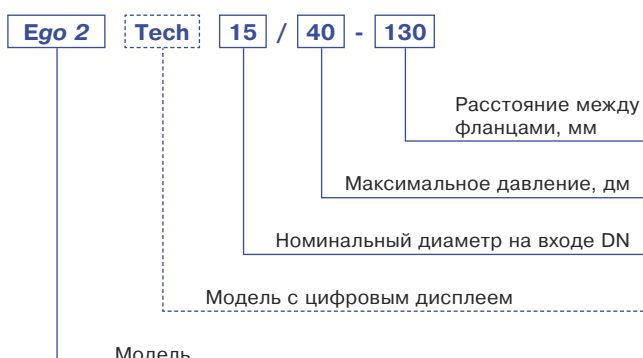 Ego 2 Tech 15 / 40 - 130
Расстояние между
фланцами, мм
Максимальное давление, дм
Номинальный диаметр на входе DN
Модель с цифровым дисплеем
Модель